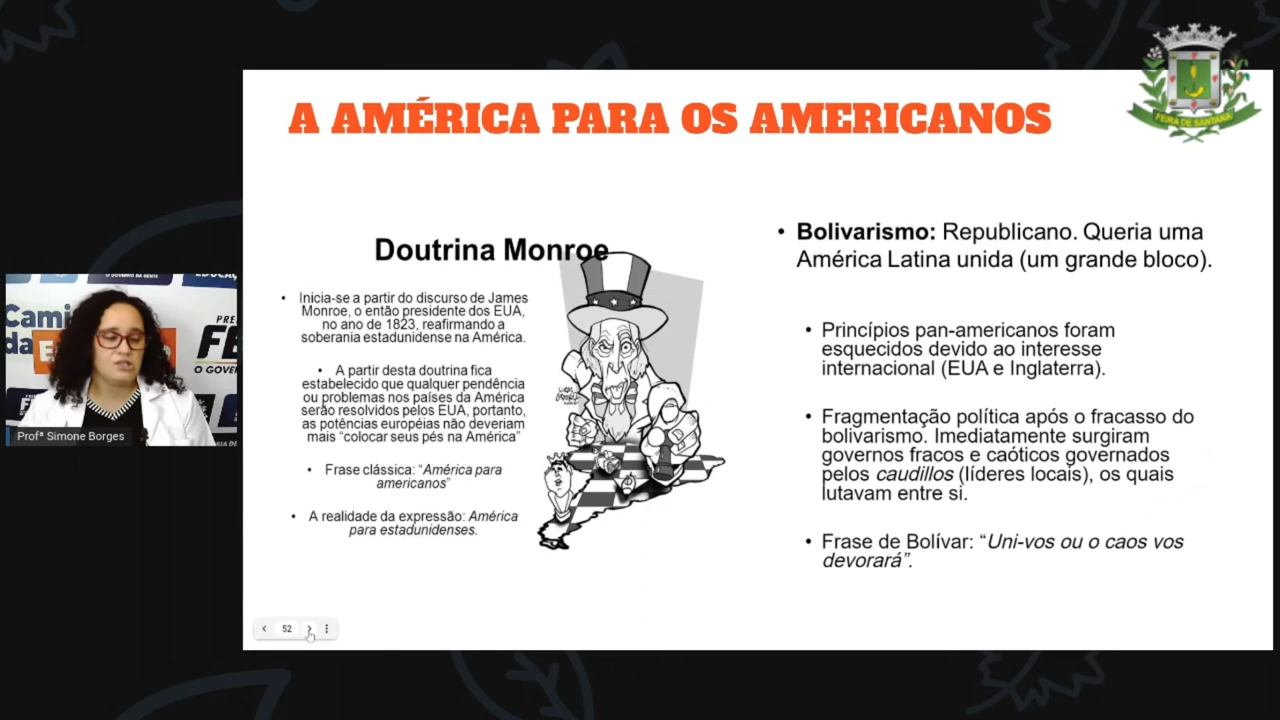 A AMÉRICA PARA OS AMERICANOS
FEIRA DE SANTANA
Doutrina Monroe
• Inicia-se a partir do discurso de James
Monroe, o então presidente dos EUA,
no ano de 1823, reafirmando a
soberania estadunidense na América.
• A partir desta doutrina fica
estabelecido que qualquer pendência
ou problemas nos países da América
serão resolvidos pelos EUA, portanto,
as potências européias não deveriam
mais “colocar seus pés na América”
• Frase clássica: “América para
americanos”
• A realidade da expressão: América
para estadunidenses.
• Bolivarismo: Republicano. Queria uma
América Latina unida (um grande bloco).
• Princípios pan-americanos foram
esquecidos devido ao interesse
internacional (EUA e Inglaterra).
• Fragmentação política após o fracasso do
bolivarismo. Imediatamente surgiram
governos fracos e caóticos governados
pelos caudillos (líderes locais), os quais
lutavam entre si.
• Frase de Bolívar: “Uni-vos ou o caos vos
devorará”.
52
Profª Simone Borges